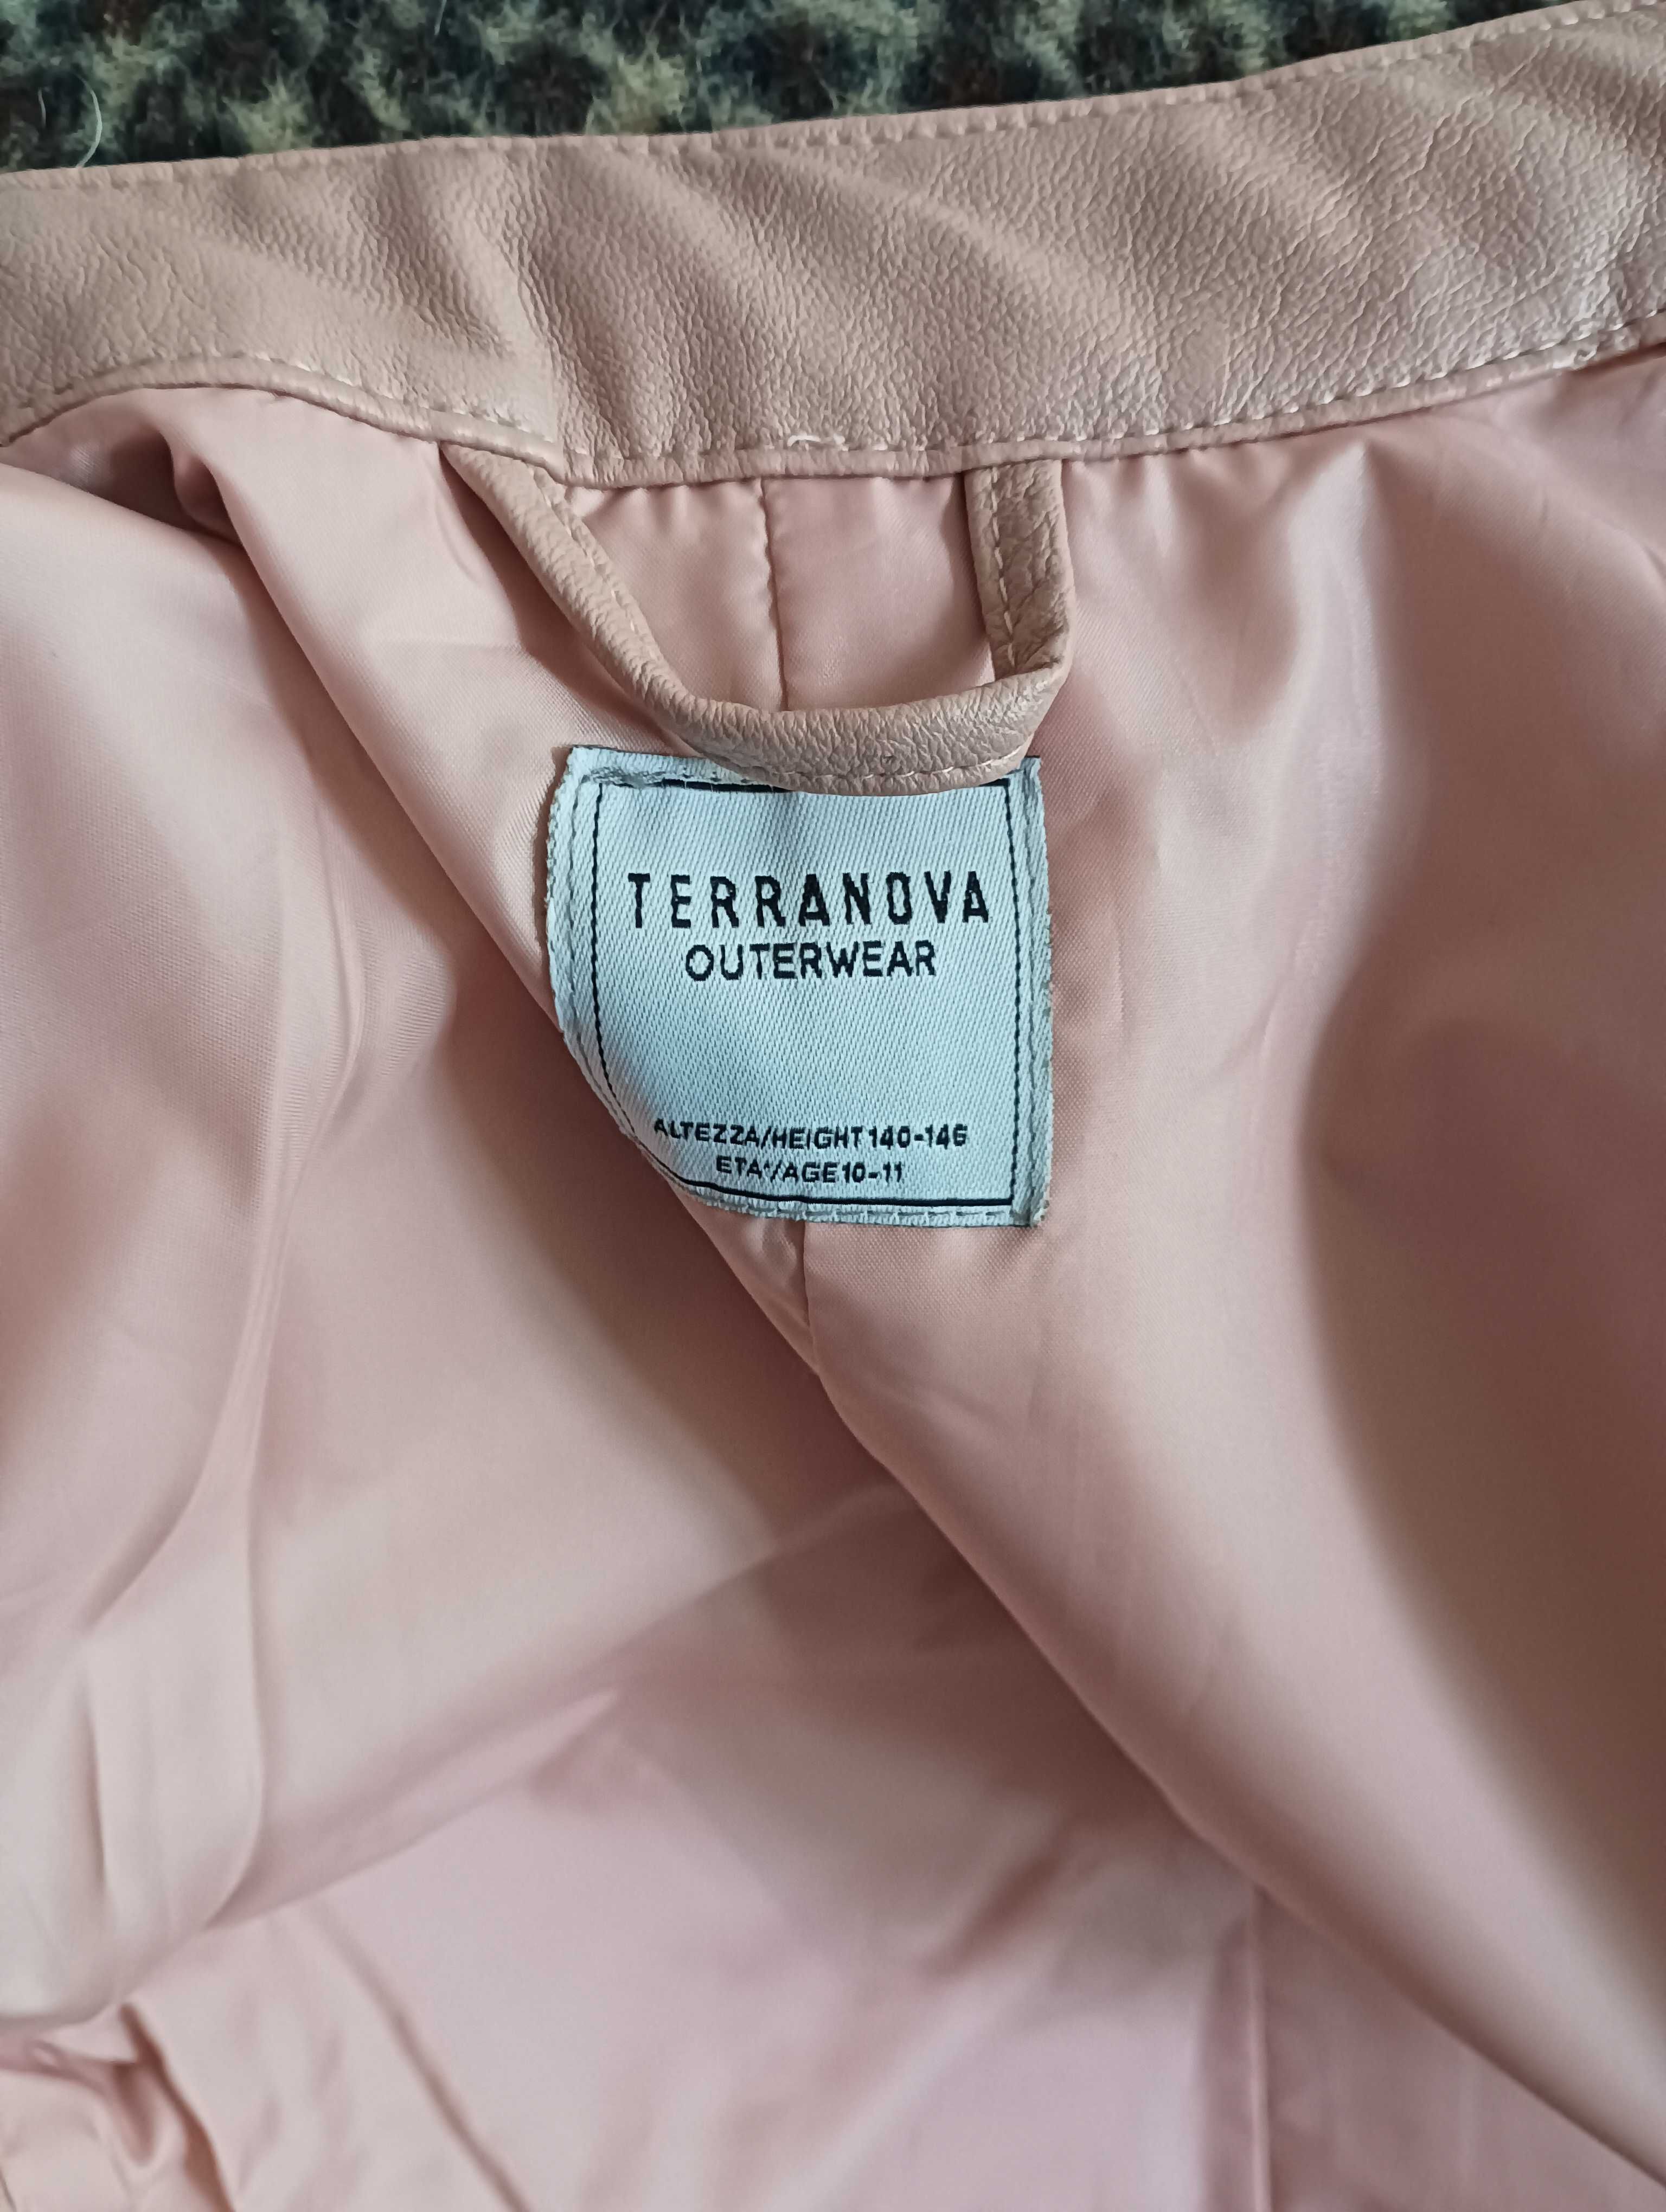 TERRANOVA
OUTERWEAR
ALTEZZA/HEIGHT 140-146
ETA'/AGE 10-11